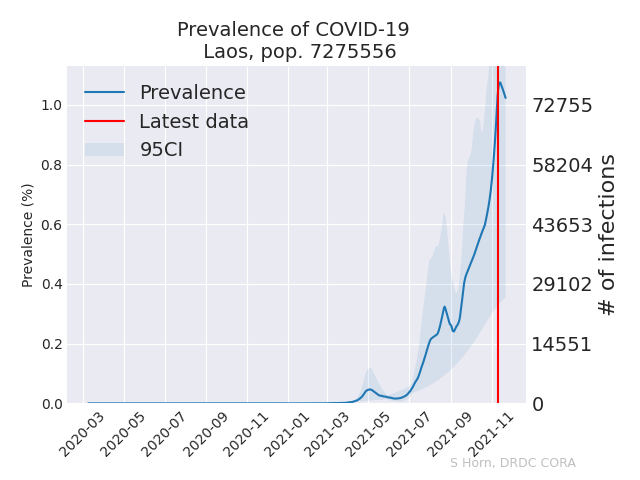 Prevalence of COVID-19
Laos, pop. 7275556
Prevalence
Latest data
95CI
Prevalence (%)
1.0
0.8
0.6
0.4
0.2
0.0
72755
58204
43653
29102
14551
0
# of infections
2020-03
2020-05
2020-07
2020-09
2020-11
2021-01
2021-03
2021-05
2021-07
2021-09
2021-11
S Horn, DRDC CORA